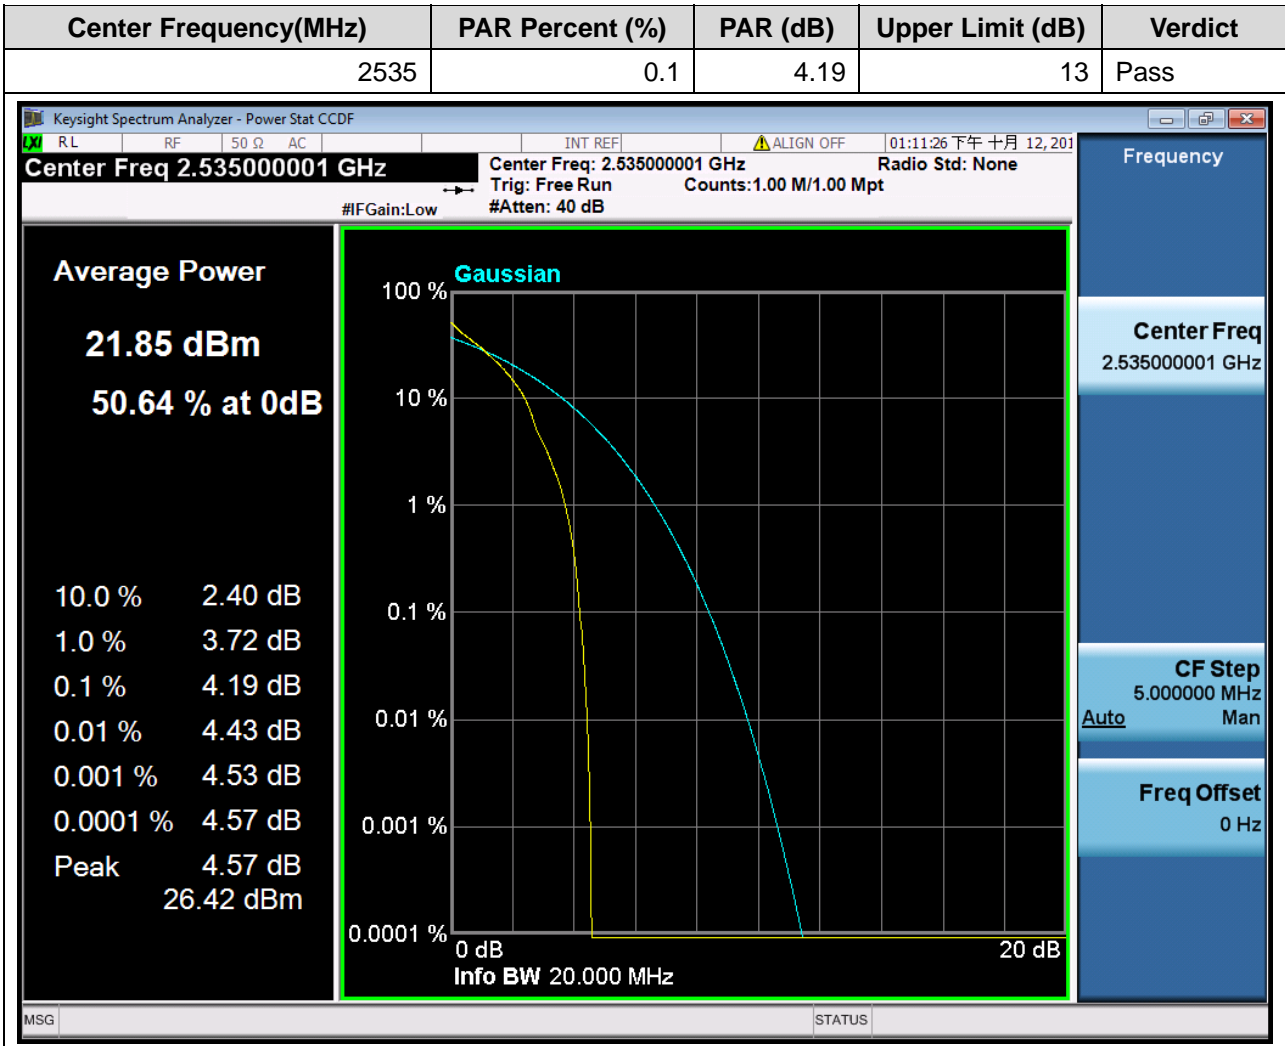 Center Frequency(MHz) PAR Percent (%) PAR (dB) Upper Limit (dB) Verdict
2535 0.1 4.19 13 Pass
Keysight Spectrum Analyzer - Power Stat CCDF
LXI RL RF 50 Ω AC INT REF ALIGN OFF 01:11:26 下午 十月 12, 201
Center Freq 2.535000001 GHz
Center Freq: 2.535000001 GHz Radio Std: None
Trig: Free Run Counts:1.00 M/1.00 Mpt
#IFGain:Low #Atten: 40 dB
Frequency
Average Power
21.85 dBm
50.64 % at 0dB
10.0 % 2.40 dB
1.0 % 3.72 dB
0.1 % 4.19 dB
0.01 % 4.43 dB
0.001 % 4.53 dB
0.0001 % 4.57 dB
Peak 4.57 dB
26.42 dBm
Gaussian
100 %
10 %
1 %
0.1 %
0.01 %
0.001 %
0.0001 %
0 dB 20 dB
Info BW 20.000 MHz
Center Freq
2.535000001 GHz
CF Step
5.000000 MHz
Auto Man
Freq Offset
0 Hz
MSG STATUS